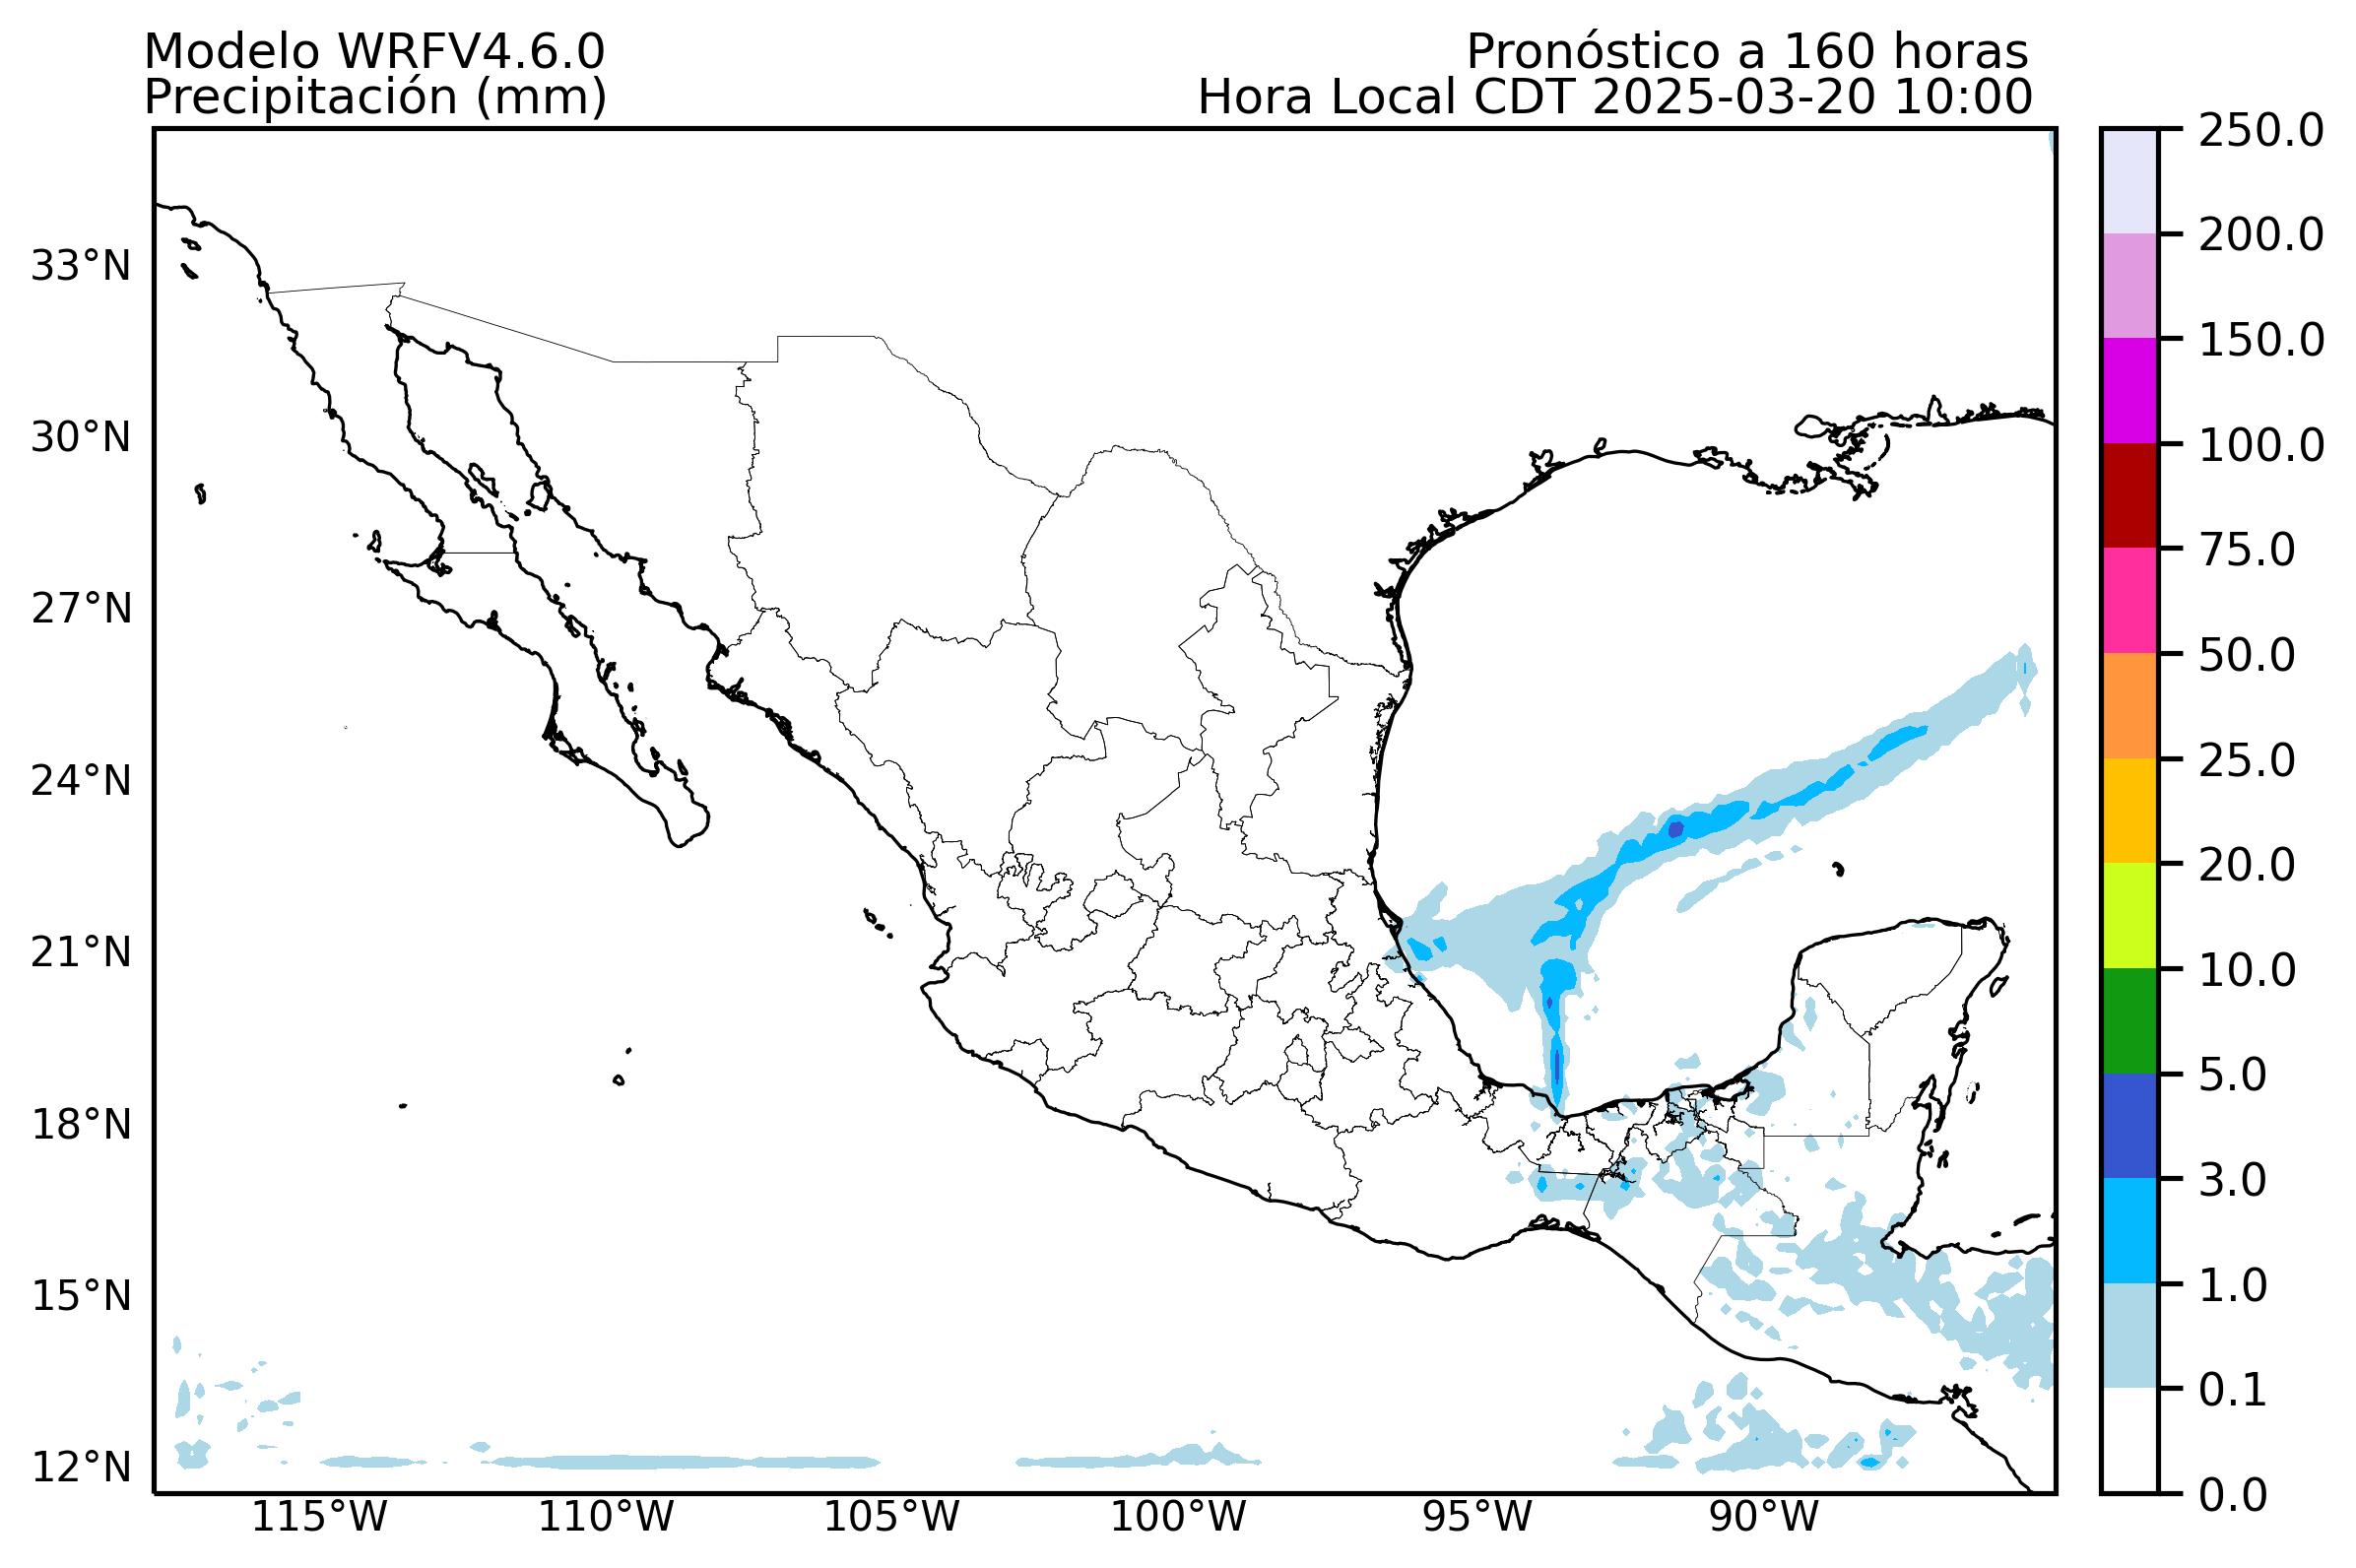 Modelo WRFV4.6.0
Pronóstico a 160 horas
Precipitación (mm)
Hora Local CDT 2025-03-20 10:00
250.0
200.0
150.0
100.0
75.0
50.0
25.0
20.0
10.0
5.0
3.0
1.0
0.1
0.0
33°N
30°N
27°N
24°N
21°N
18°N
15°N
12°N
115°W
110°W
105°W
100°W
95°W
90°W